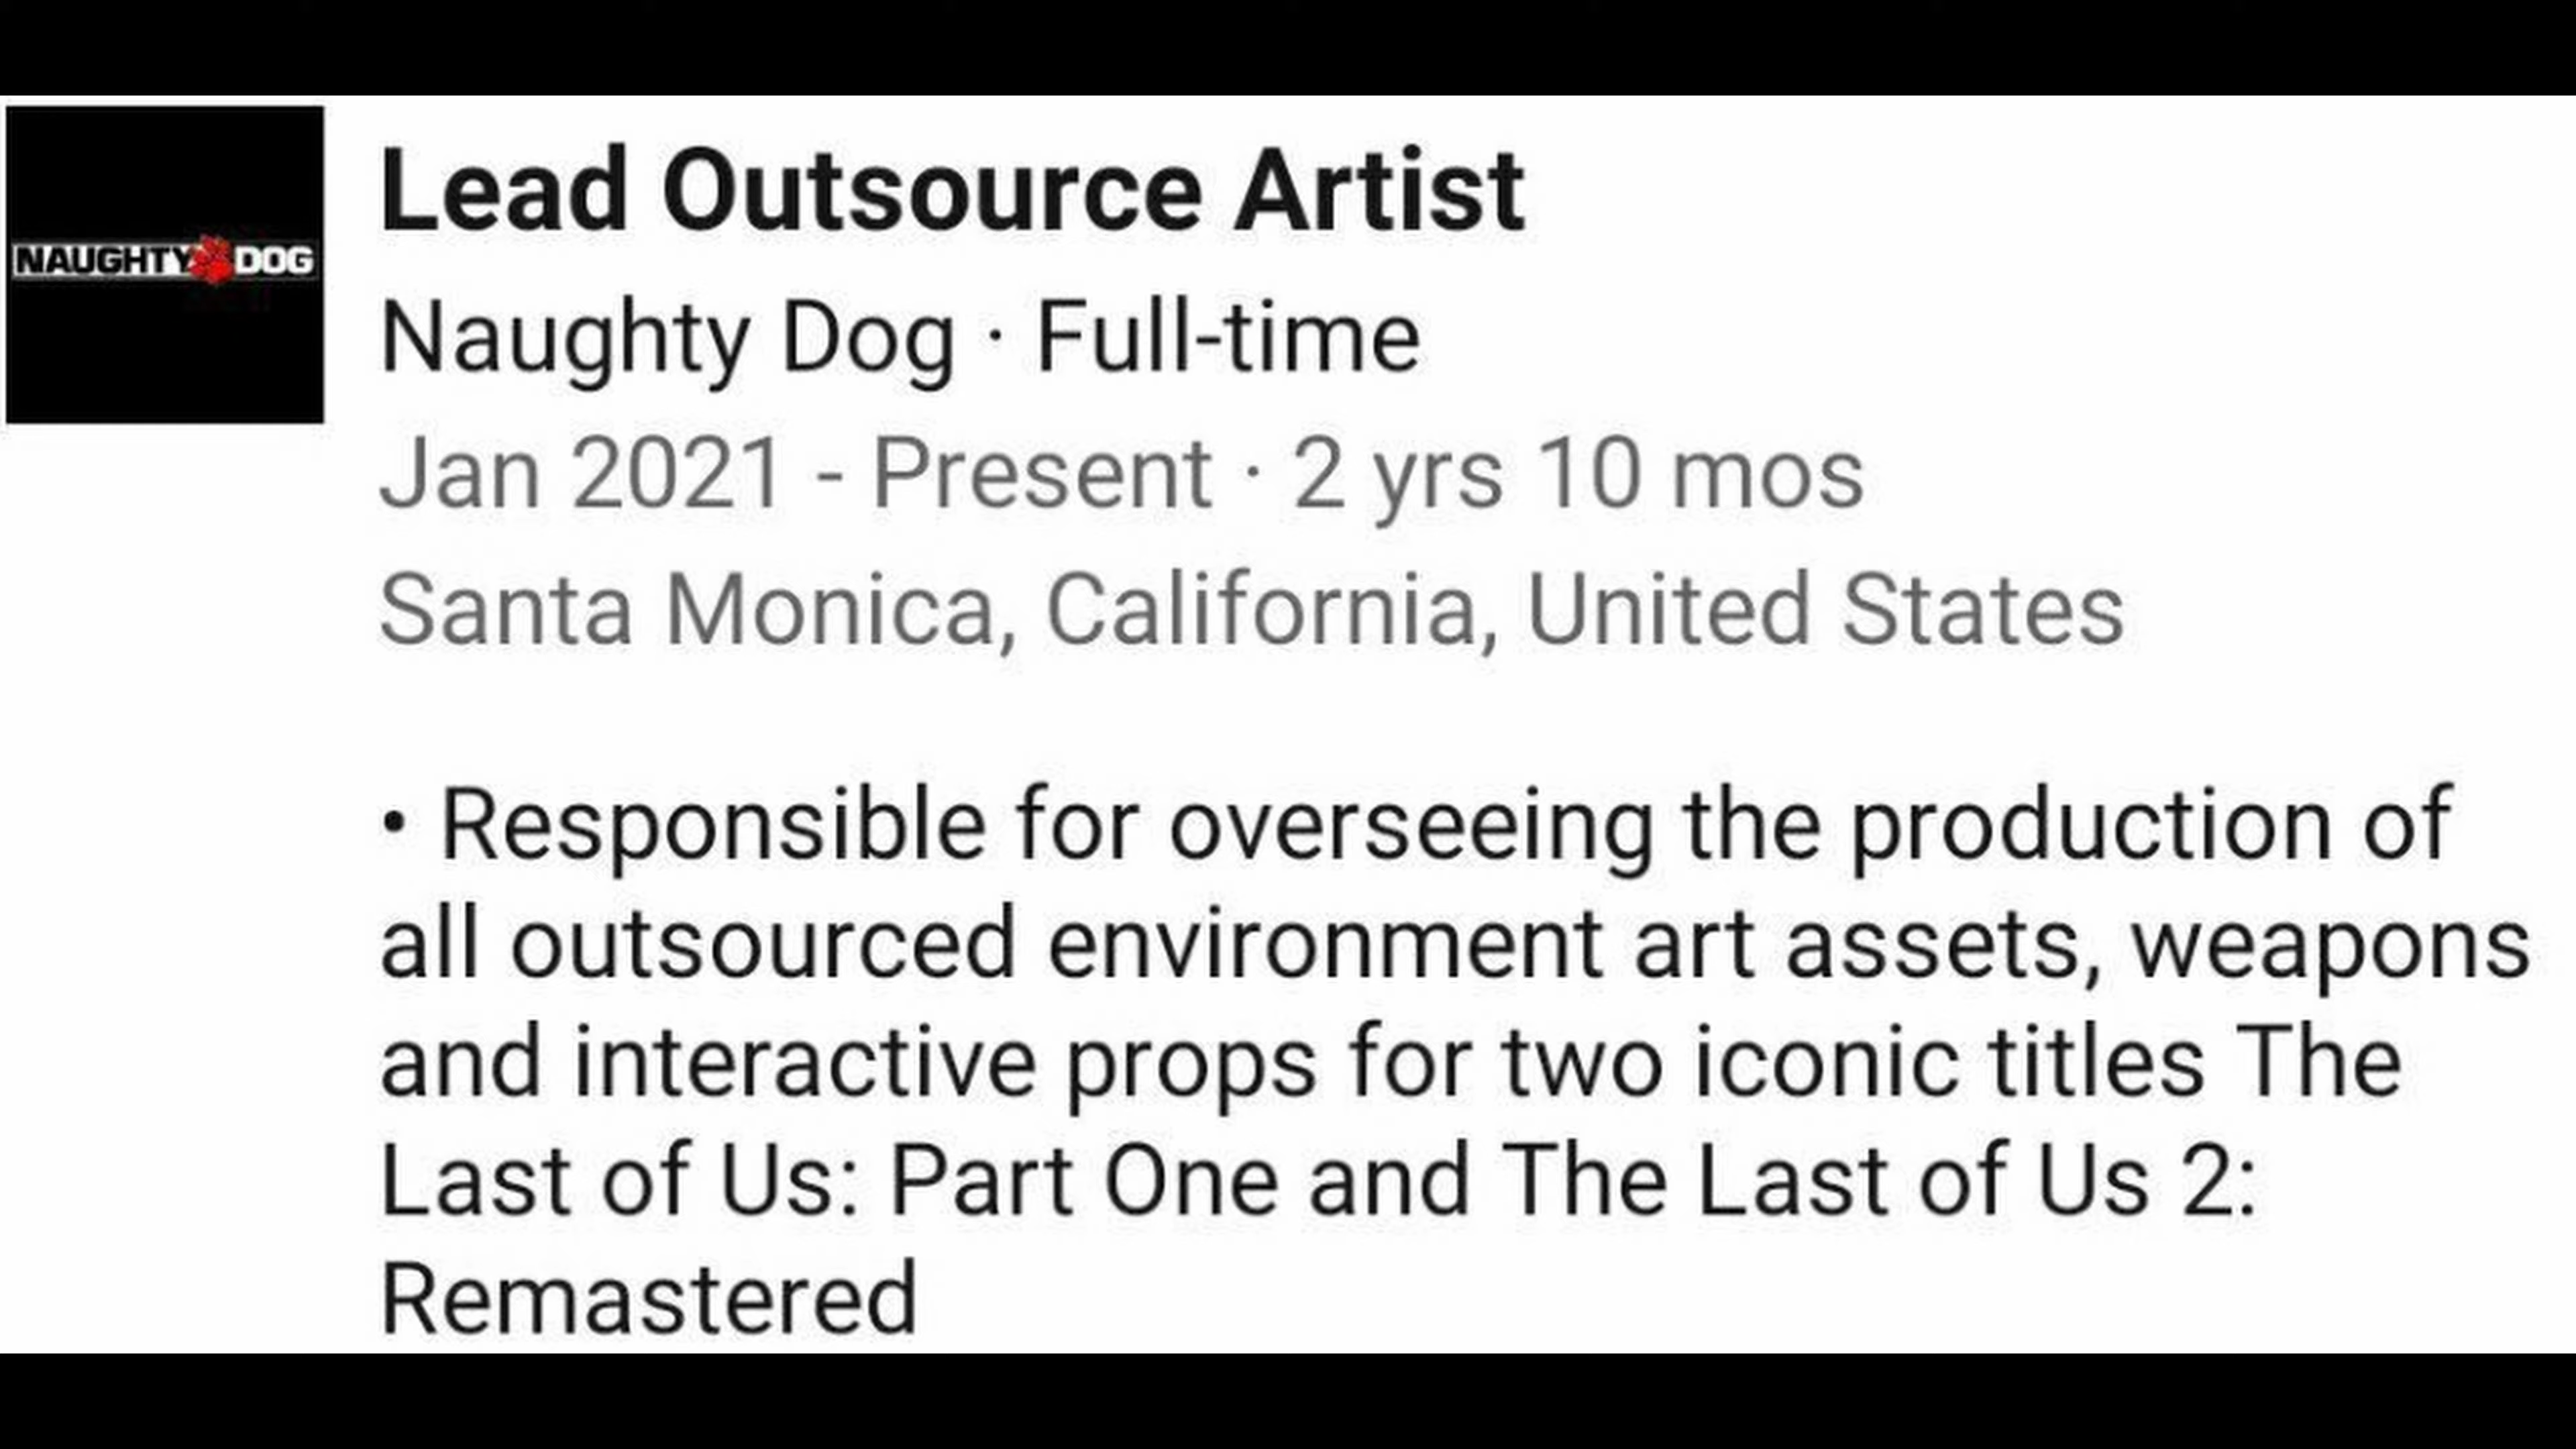 NAUGHTY DOG
Lead Outsource Artist
Naughty Dog · Full-time
Jan 2021 - Present · 2 yrs 10 mos
Santa Monica, California, United States
• Responsible for overseeing the production of
all outsourced environment art assets, weapons
and interactive props for two iconic titles The
Last of Us: Part One and The Last of Us 2:
Remastered